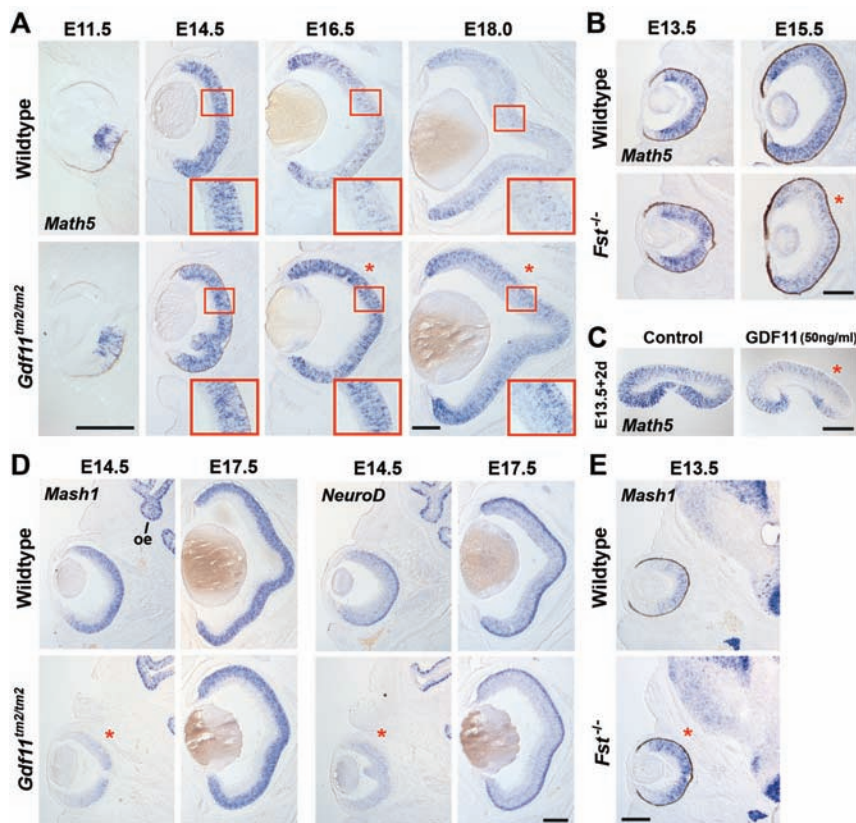 A
E11.5 E14.5 E16.5 E18.0
Wildtype
Math5
Gdf11tm2/tm2
*
*
B
E13.5 E15.5
Wildtype
Math5
Fst-/-
*
C
Control GDF11 (50ng/ml)
E13.5+2d
Math5
*
D
E14.5 E17.5 E14.5 E17.5
Wildtype
Mash1 NeuroD
oe
Gdf11tm2/tm2
* *
E
E13.5
Wildtype
Mash1
Fst-/-
*